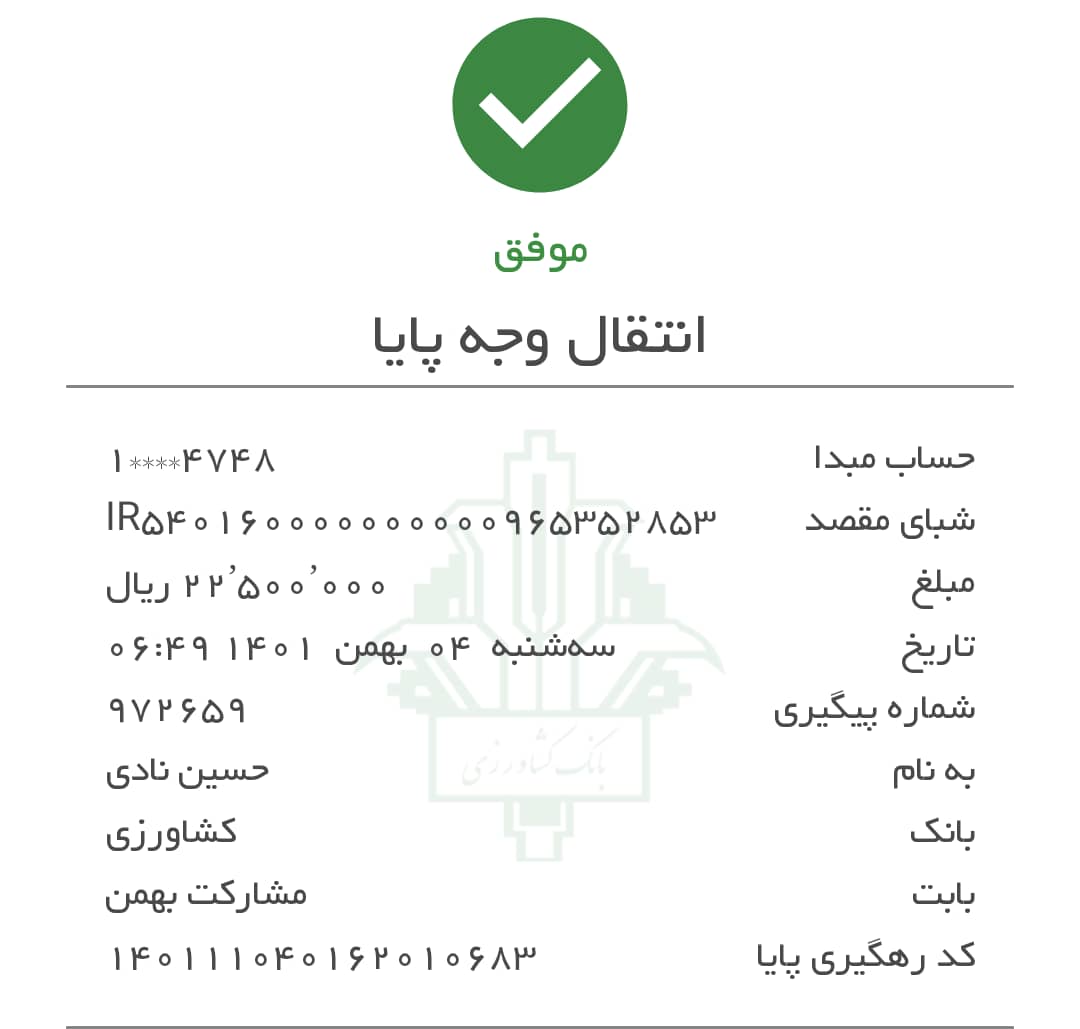 موفق
انتقال وجه پایا
حساب مبدا ۱****۴۷۴۸
شبای مقصد IR۵۴۰۱۶۰۰۰۰۰۰۰۰۰۰۹۶۵۳۵۲۸۵۳
مبلغ ۲۲٬۵۰۰٬۰۰۰ ریال
تاریخ سه‌شنبه ۰۴ بهمن ۱۴۰۱ ۰۶:۴۹
شماره پیگیری ۹۷۲۶۵۹
بانک کشاورزی
به نام حسین نادی
بانک کشاورزی
بابت مشارکت بهمن
کد رهگیری پایا ۱۴۰۱۱۱۰۴۰۱۶۲۰۱۰۶۸۳